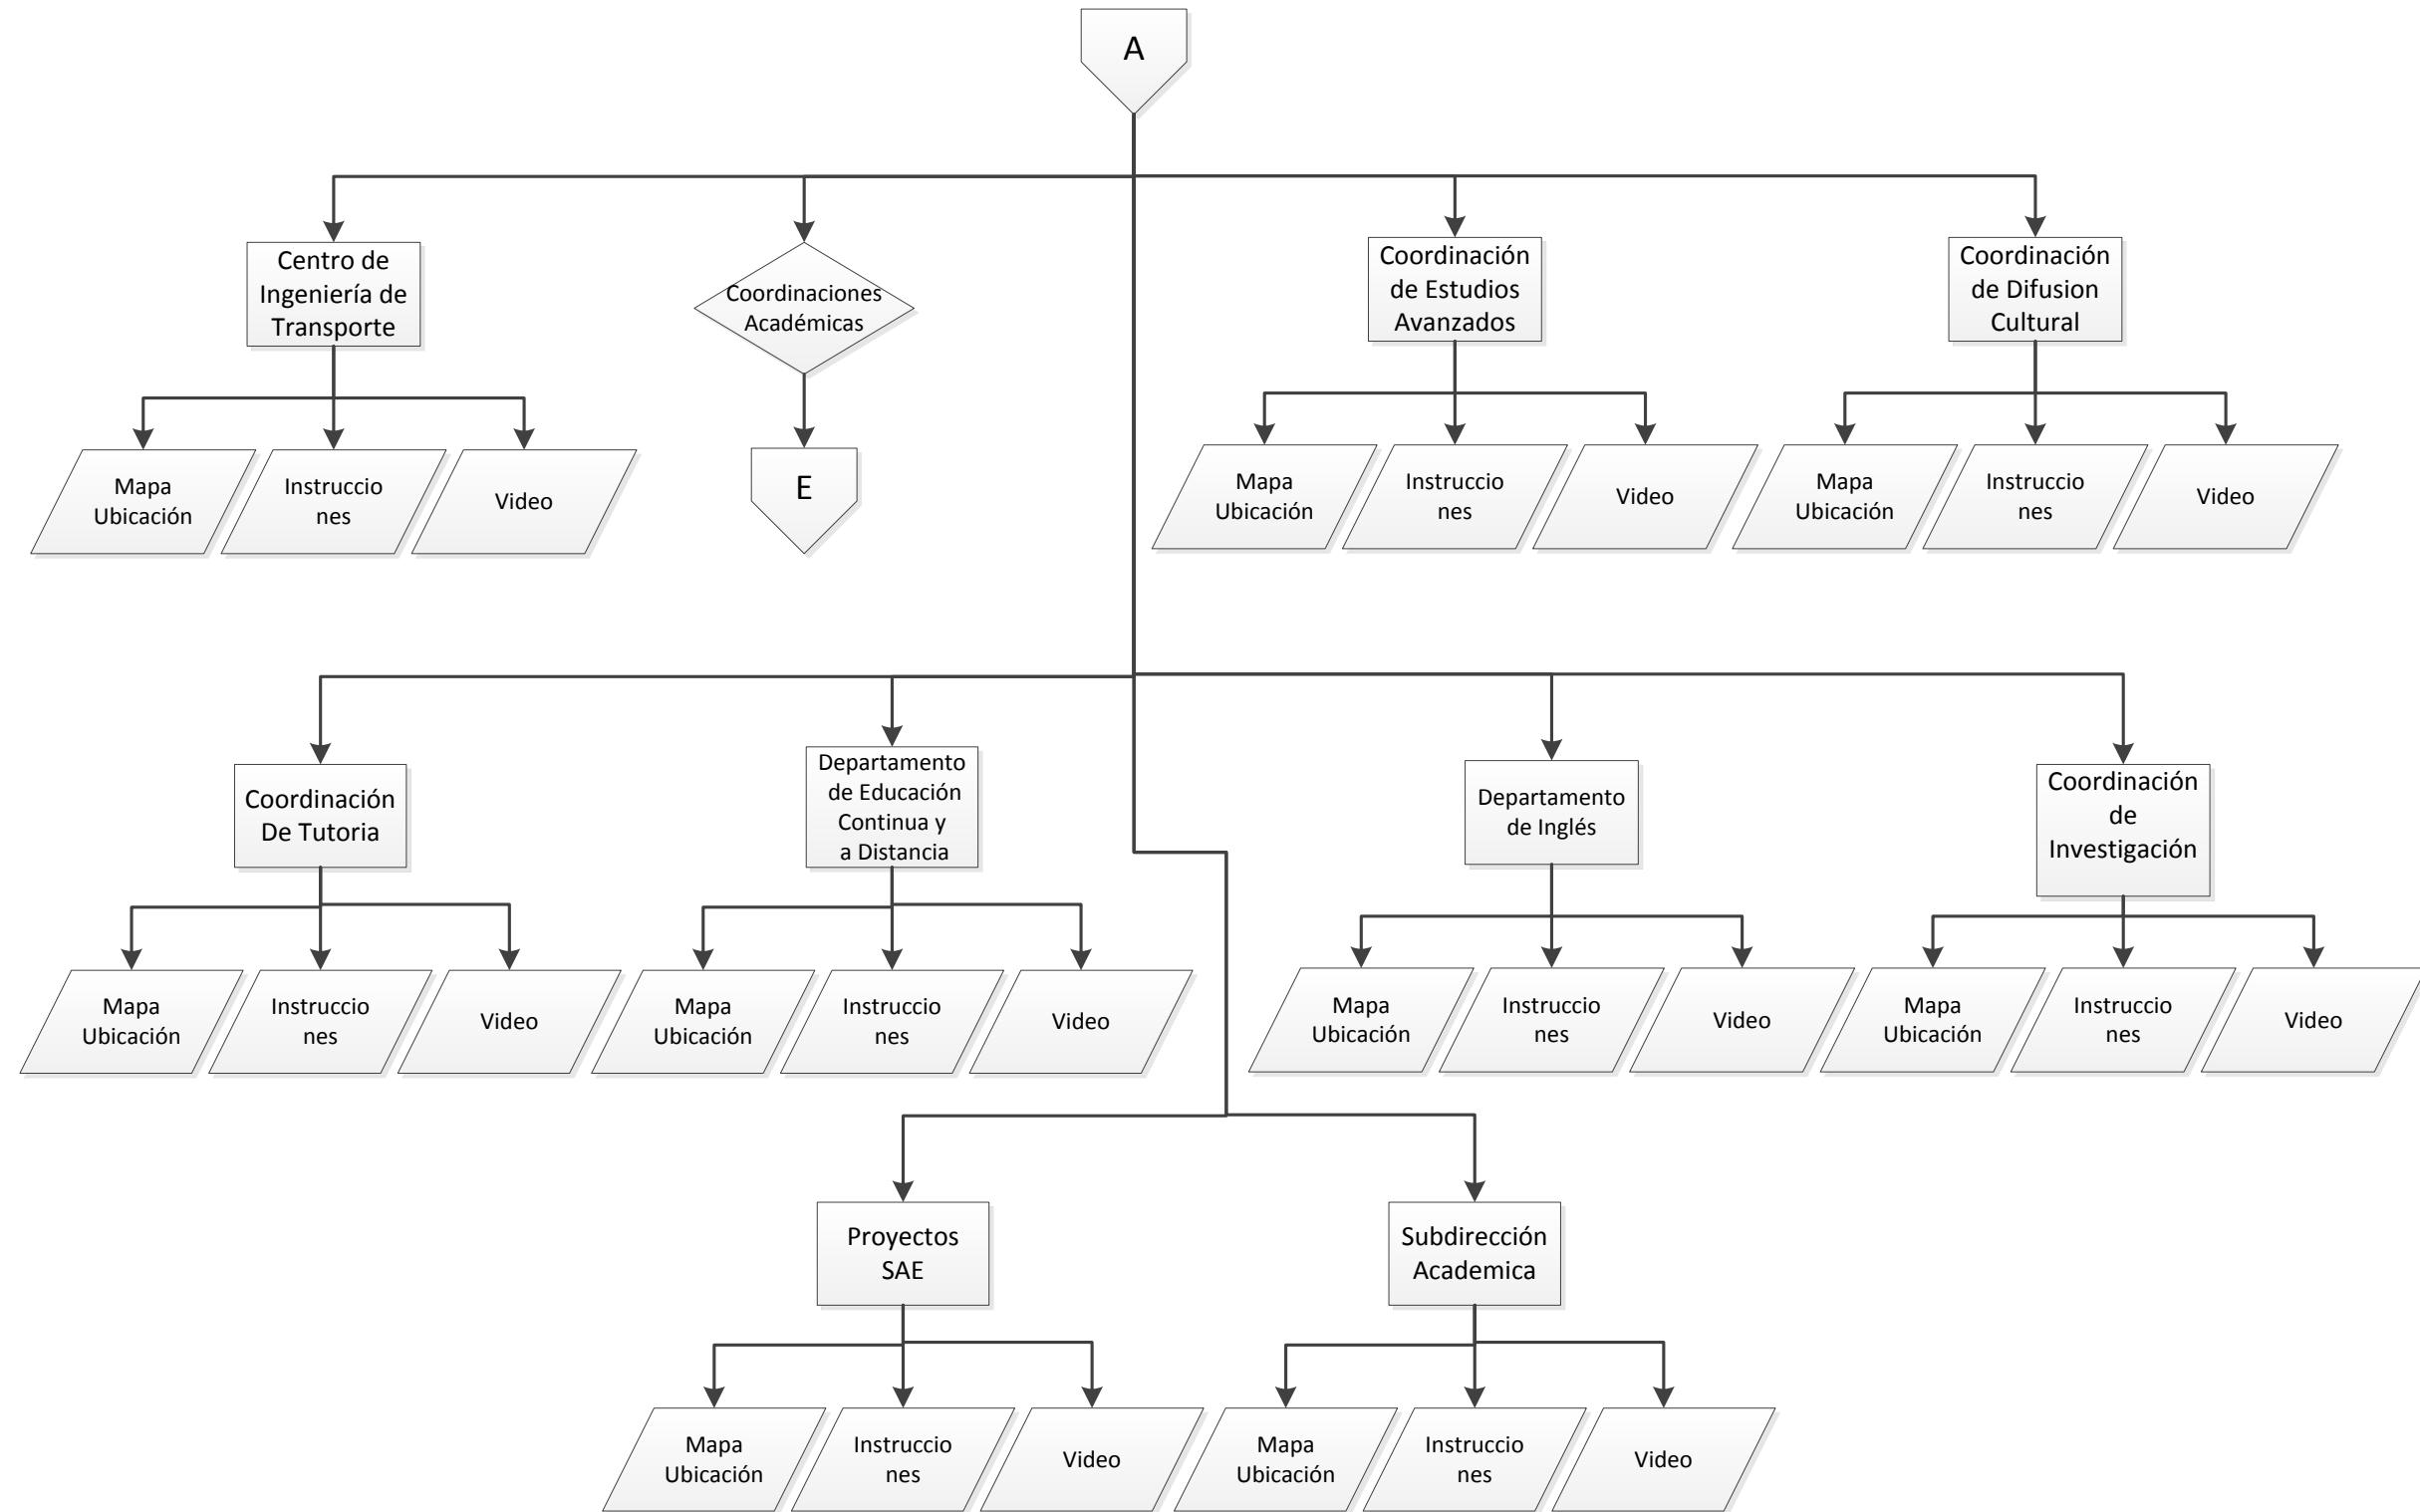 A
Centro de
Ingeniería de
Transporte
Coordinaciones
Académicas
Coordinación
de Estudios
Avanzados
Coordinación
de Difusion
Cultural
Mapa
Ubicación
Instruccio
nes
Video
E
Mapa
Ubicación
Instruccio
nes
Video
Mapa
Ubicación
Instruccio
nes
Video
Coordinación
De Tutoria
Departamento
de Educación
Continua y
a Distancia
Departamento
de Inglés
Coordinación
de
Investigación
Mapa
Ubicación
Instruccio
nes
Video
Mapa
Ubicación
Instruccio
nes
Video
Mapa
Ubicación
Instruccio
nes
Video
Mapa
Ubicación
Instruccio
nes
Video
Proyectos
SAE
Subdirección
Academica
Mapa
Ubicación
Instruccio
nes
Video
Mapa
Ubicación
Instruccio
nes
Video